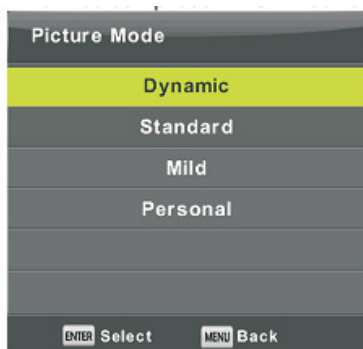 Picture Mode
Dynamic
Standard
Mild
Personal
ENTER Select MENU Back